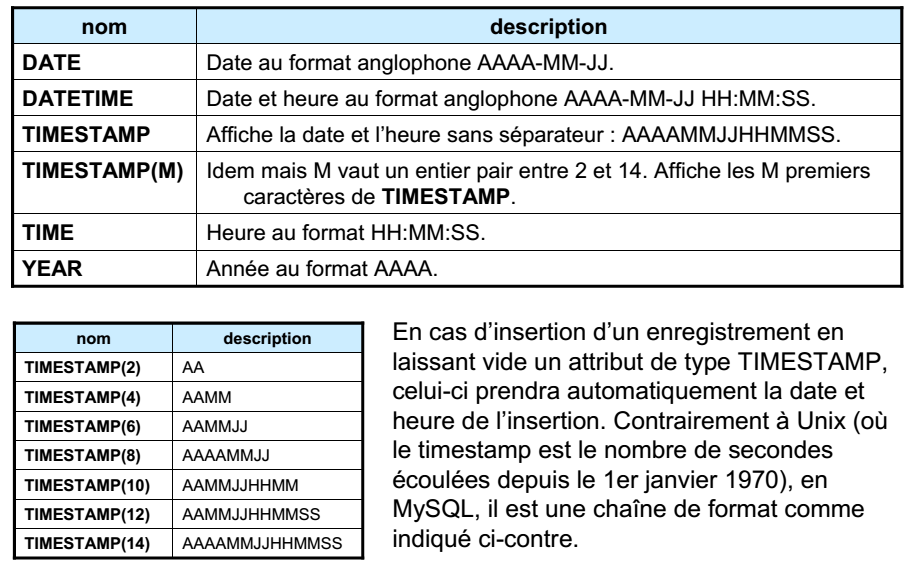 nom description
DATE Date au format anglophone AAAA-MM-JJ.
DATETIME Date et heure au format anglophone AAAA-MM-JJ HH:MM:SS.
TIMESTAMP Affiche la date et l’heure sans séparateur : AAAAMMJJHHMMSS.
TIMESTAMP(M) Idem mais M vaut un entier pair entre 2 et 14. Affiche les M premiers
caractères de TIMESTAMP.
TIME Heure au format HH:MM:SS.
YEAR Année au format AAAA.
nom description
TIMESTAMP(2) AA
TIMESTAMP(4) AAMM
TIMESTAMP(6) AAMMJJ
TIMESTAMP(8) AAAAMMJJ
TIMESTAMP(10) AAMMJJHHMM
TIMESTAMP(12) AAMMJJHHMMSS
TIMESTAMP(14) AAAAMMJJHHMMSS
En cas d’insertion d’un enregistrement en
laissant vide un attribut de type TIMESTAMP,
celui-ci prendra automatiquement la date et
heure de l’insertion. Contrairement à Unix (où
le timestamp est le nombre de secondes
écoulées depuis le 1er janvier 1970), en
MySQL, il est une chaîne de format comme
indiqué ci-contre.